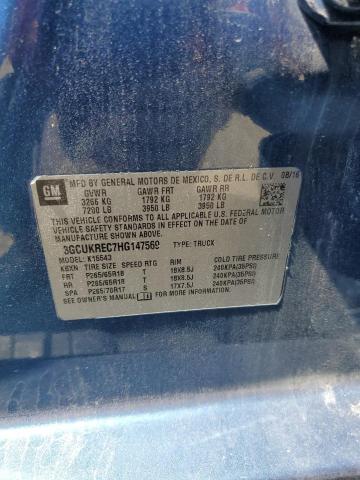 GM
MFD BY GENERAL MOTORS DE MEXICO, S. DE R.L. DE C.V. 08/16
GVWR GAWR FRT GAWR RR
3266 KG 1792 KG 1792 KG
7200 LB 3950 LB 3950 LB
THIS VEHICLE CONFORMS TO ALL APPLICABLE U.S. FEDERAL MOTOR
VEHICLE SAFETY STANDARDS IN EFFECT ON THE DATE OF
MANUFACTURE SHOWN ABOVE.
3GCUKREC7HG147569 TYPE: TRUCK
MODEL: K15543
KBXN TIRE SIZE SPEED RTG RIM COLD TIRE PRESSURE
FRT P265/65R18 T 18X8.5J 240KPA(35PSI)
RR P265/65R18 T 18X8.5J 240KPA(35PSI)
SPA P265/70R17 S 17X7.5J 240KPA(35PSI)
SEE OWNER'S MANUAL FOR ADDITIONAL INFORMATION.